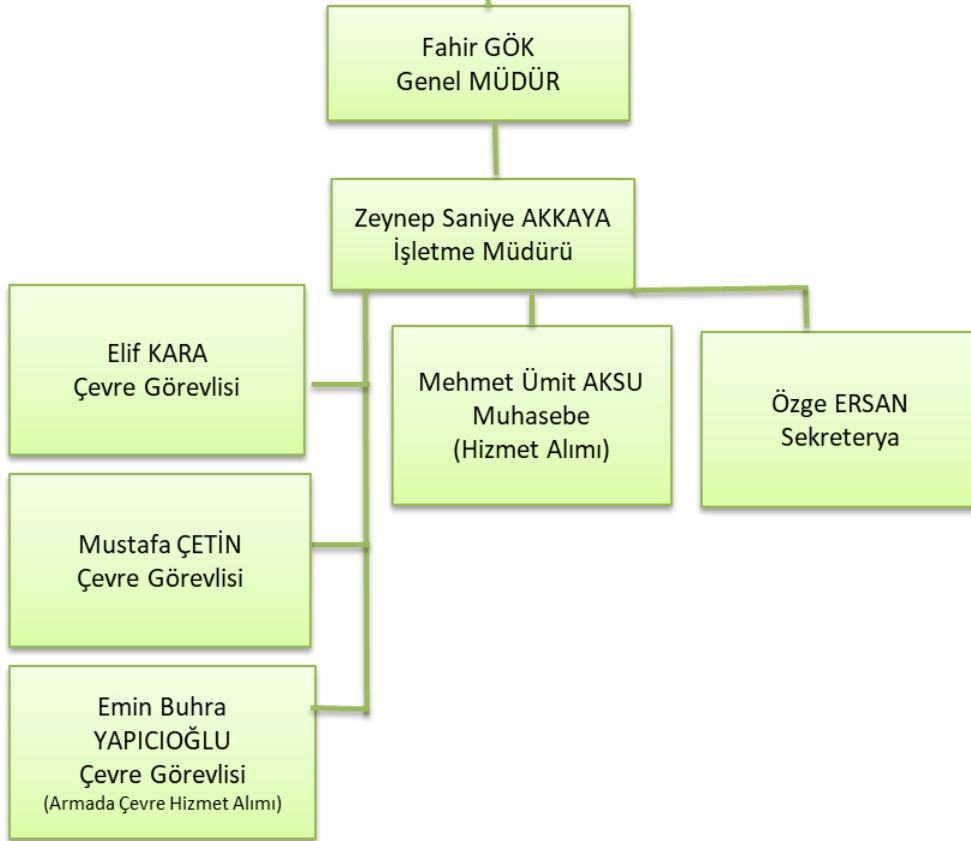 Fahir GÖK
Genel MÜDÜR
Zeynep Saniye AKKAYA
İşletme Müdürü
Elif KARA
Çevre Görevlisi
Mehmet Ümit AKSU
Muhasebe
(Hizmet Alımı)
Özge ERSAN
Sekreterya
Mustafa ÇETİN
Çevre Görevlisi
Emin Buhra
YAPICIOĞLU
Çevre Görevlisi
(Armada Çevre Hizmet Alımı)